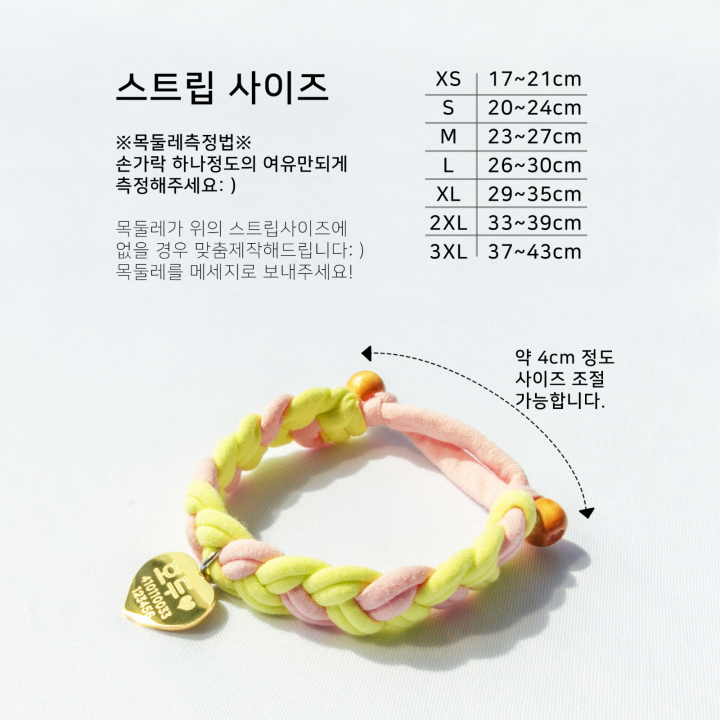 스트립 사이즈
※목둘레측정법※
손가락 하나정도의 여유만되게
측정해주세요: )
목둘레가 위의 스트립사이즈에
없을 경우 맞춤제작해드립니다: )
목둘레를 메세지로 보내주세요!
XS 17~21cm
S 20~24cm
M 23~27cm
L 26~30cm
XL 29~35cm
2XL 33~39cm
3XL 37~43cm
약 4cm 정도
사이즈 조절
가능합니다.
호두
410110033
123456